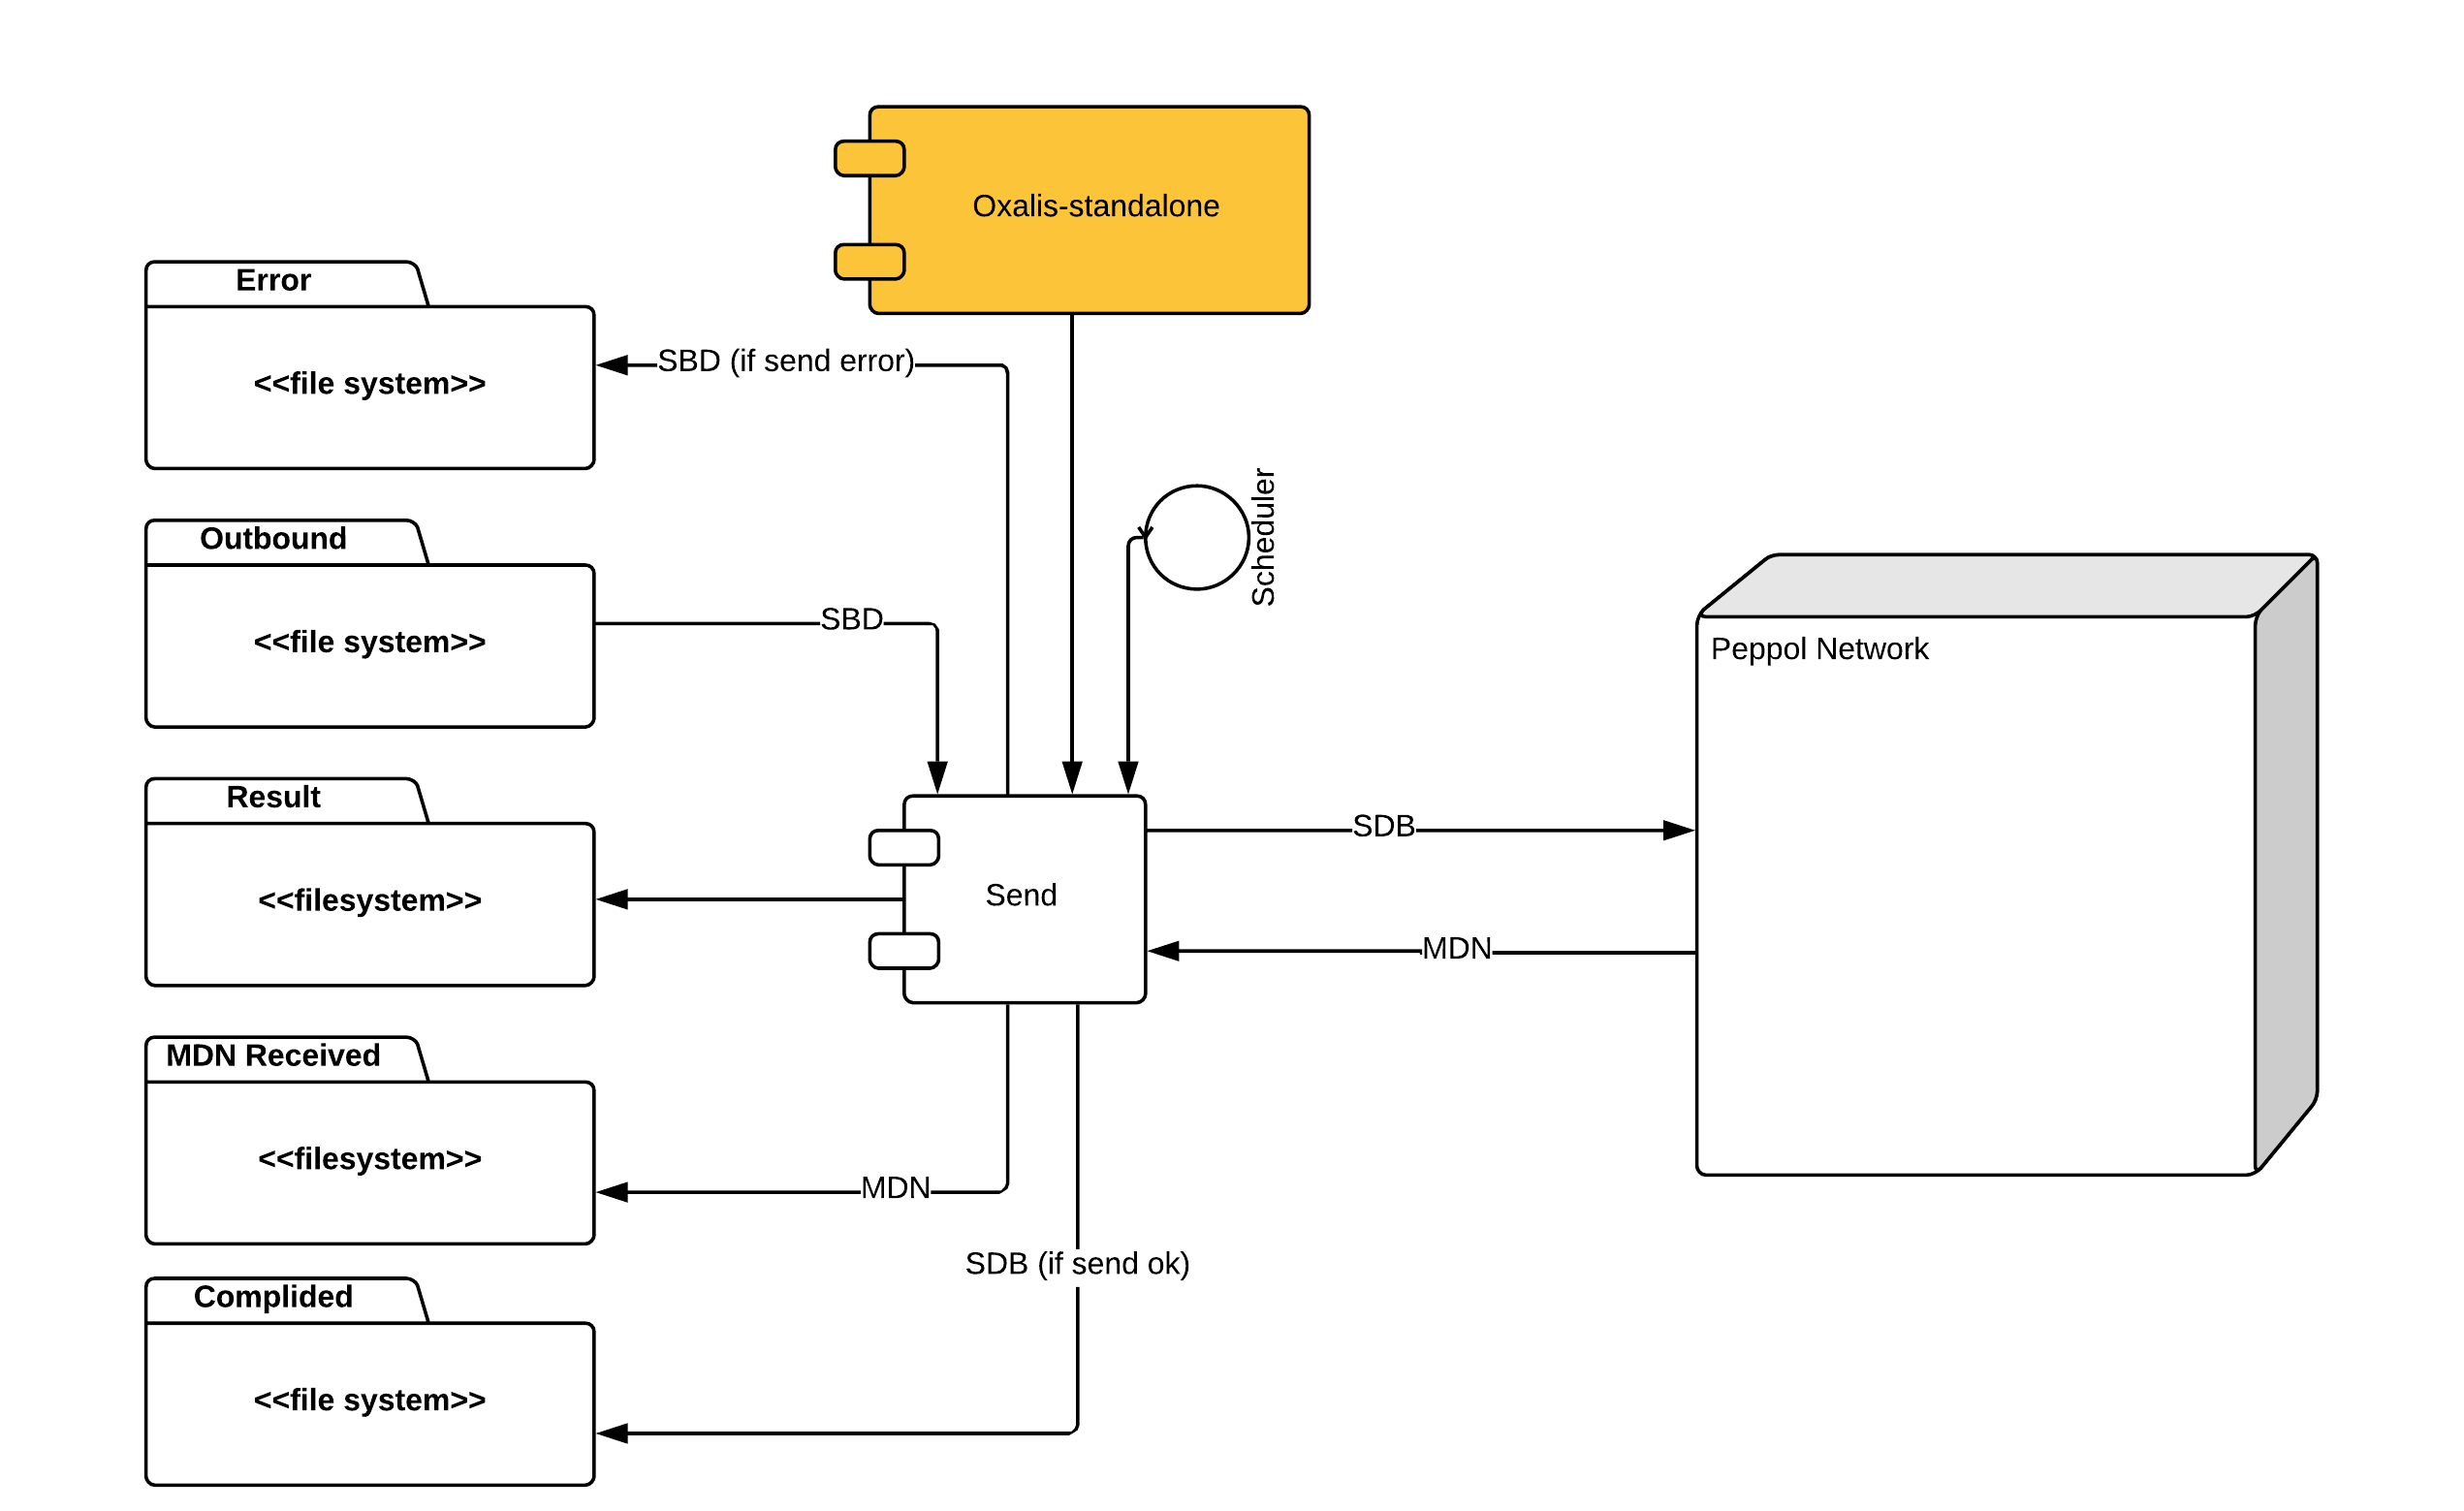 Oxalis-standalone
Error
<<file system>>
SBD (if send error)
Scheduler
Outbound
<<file system>>
SBD
Peppol Network
Result
<<filesystem>>
Send
SDB
MDN
MDN Received
<<filesystem>>
MDN
SDB (if send ok)
Complided
<<file system>>